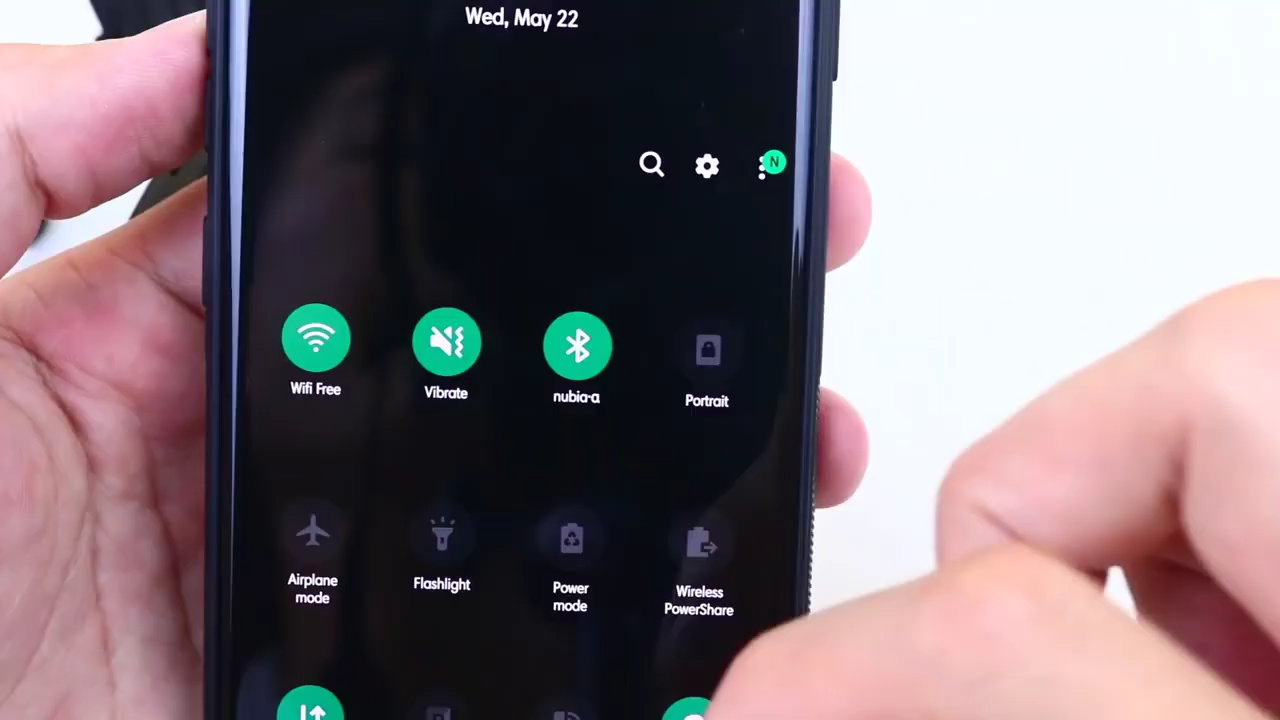 Wed, May 22
N
Wifi Free
Vibrate
nubia-a
Portrait
Airplane
mode
Flashlight
Power
mode
Wireless
PowerShare